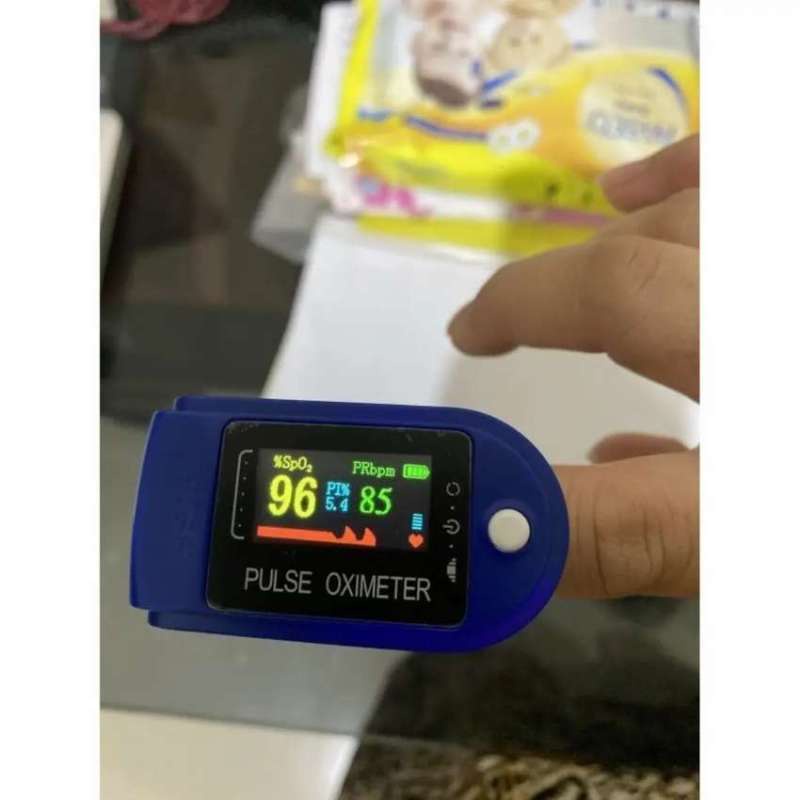 %SpO₂ PRbpm
96 PI% 85
5.4
PULSE OXIMETER